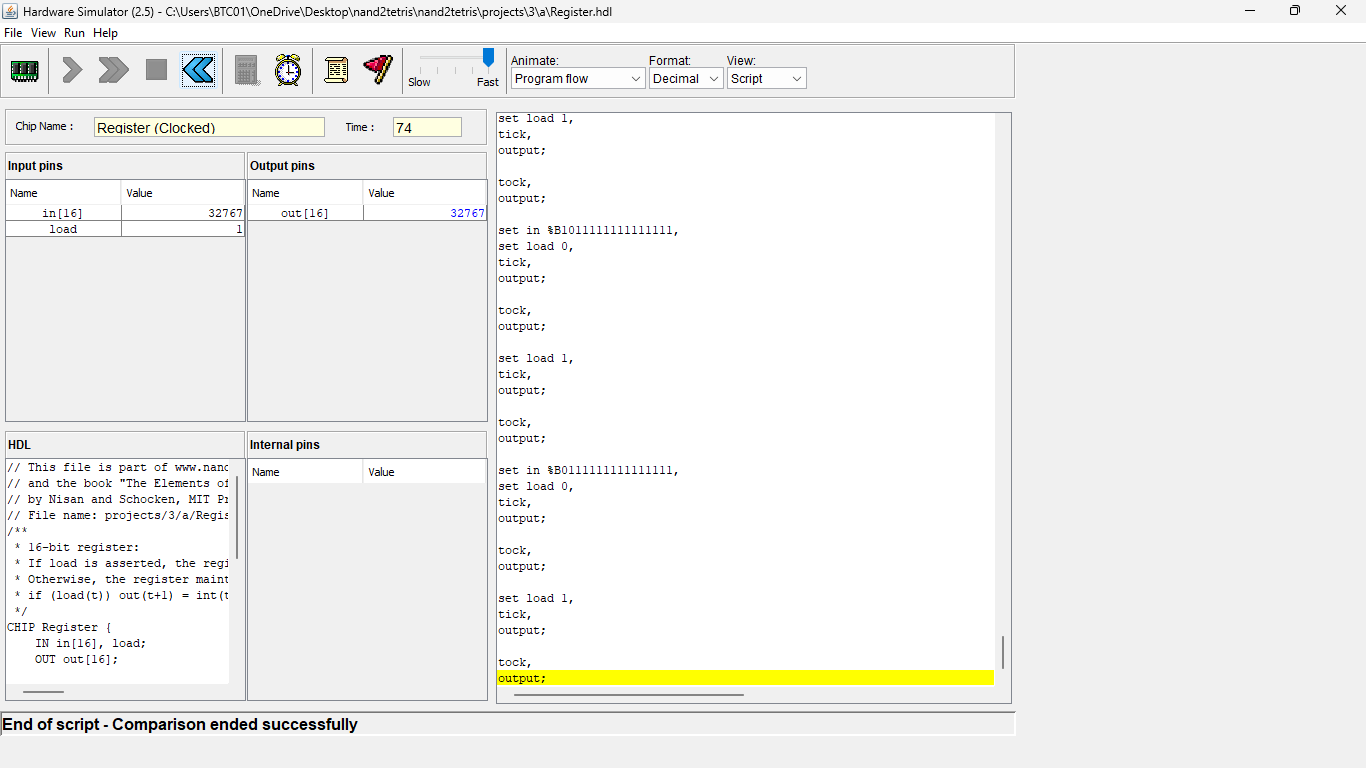 Hardware Simulator (2.5) - C:\Users\BTC01\OneDrive\Desktop\nand2tetris\nand2tetris\projects\3\a\Register.hdl
File View Run Help
Slow Fast
Animate: Format: View:
Program flow Decimal Script
Chip Name : Register (Clocked) Time : 74
Input pins
Name Value
in[16] 32767
load 1
Output pins
Name Value
out[16] 32767
HDL
// This file is part of www.nand
// and the book "The Elements of
// by Nisan and Schocken, MIT Pr
// File name: projects/3/a/Regis
/**
* 16-bit register:
* If load is asserted, the regi
* Otherwise, the register maint
* if (load(t)) out(t+1) = int(t
*/
CHIP Register {
IN in[16], load;
OUT out[16];
Internal pins
Name Value
set load 1,
tick,
output;
tock,
output;
set in %B1011111111111111,
set load 0,
tick,
output;
tock,
output;
set load 1,
tick,
output;
tock,
output;
set in %B0111111111111111,
set load 0,
tick,
output;
tock,
output;
set load 1,
tick,
output;
tock,
output;
End of script - Comparison ended successfully